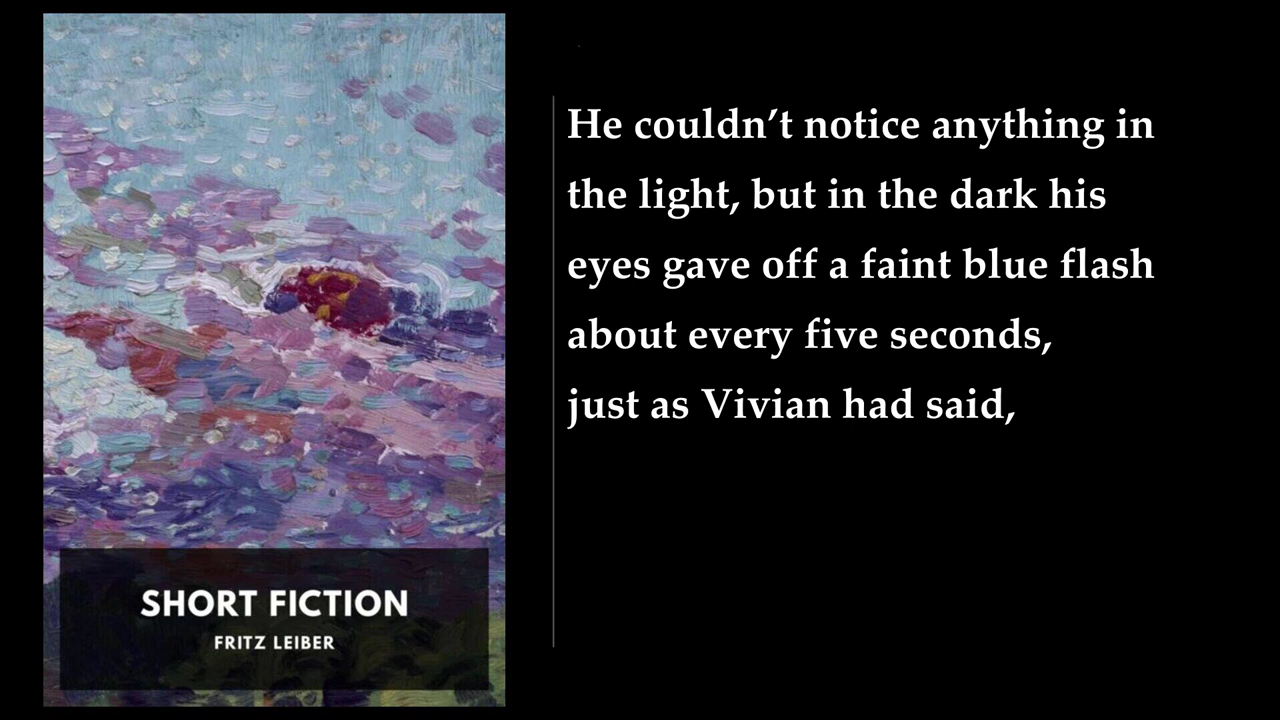 SHORT FICTION
FRITZ LEIBER
He couldn’t notice anything in
the light, but in the dark his
eyes gave off a faint blue flash
about every five seconds,
just as Vivian had said,